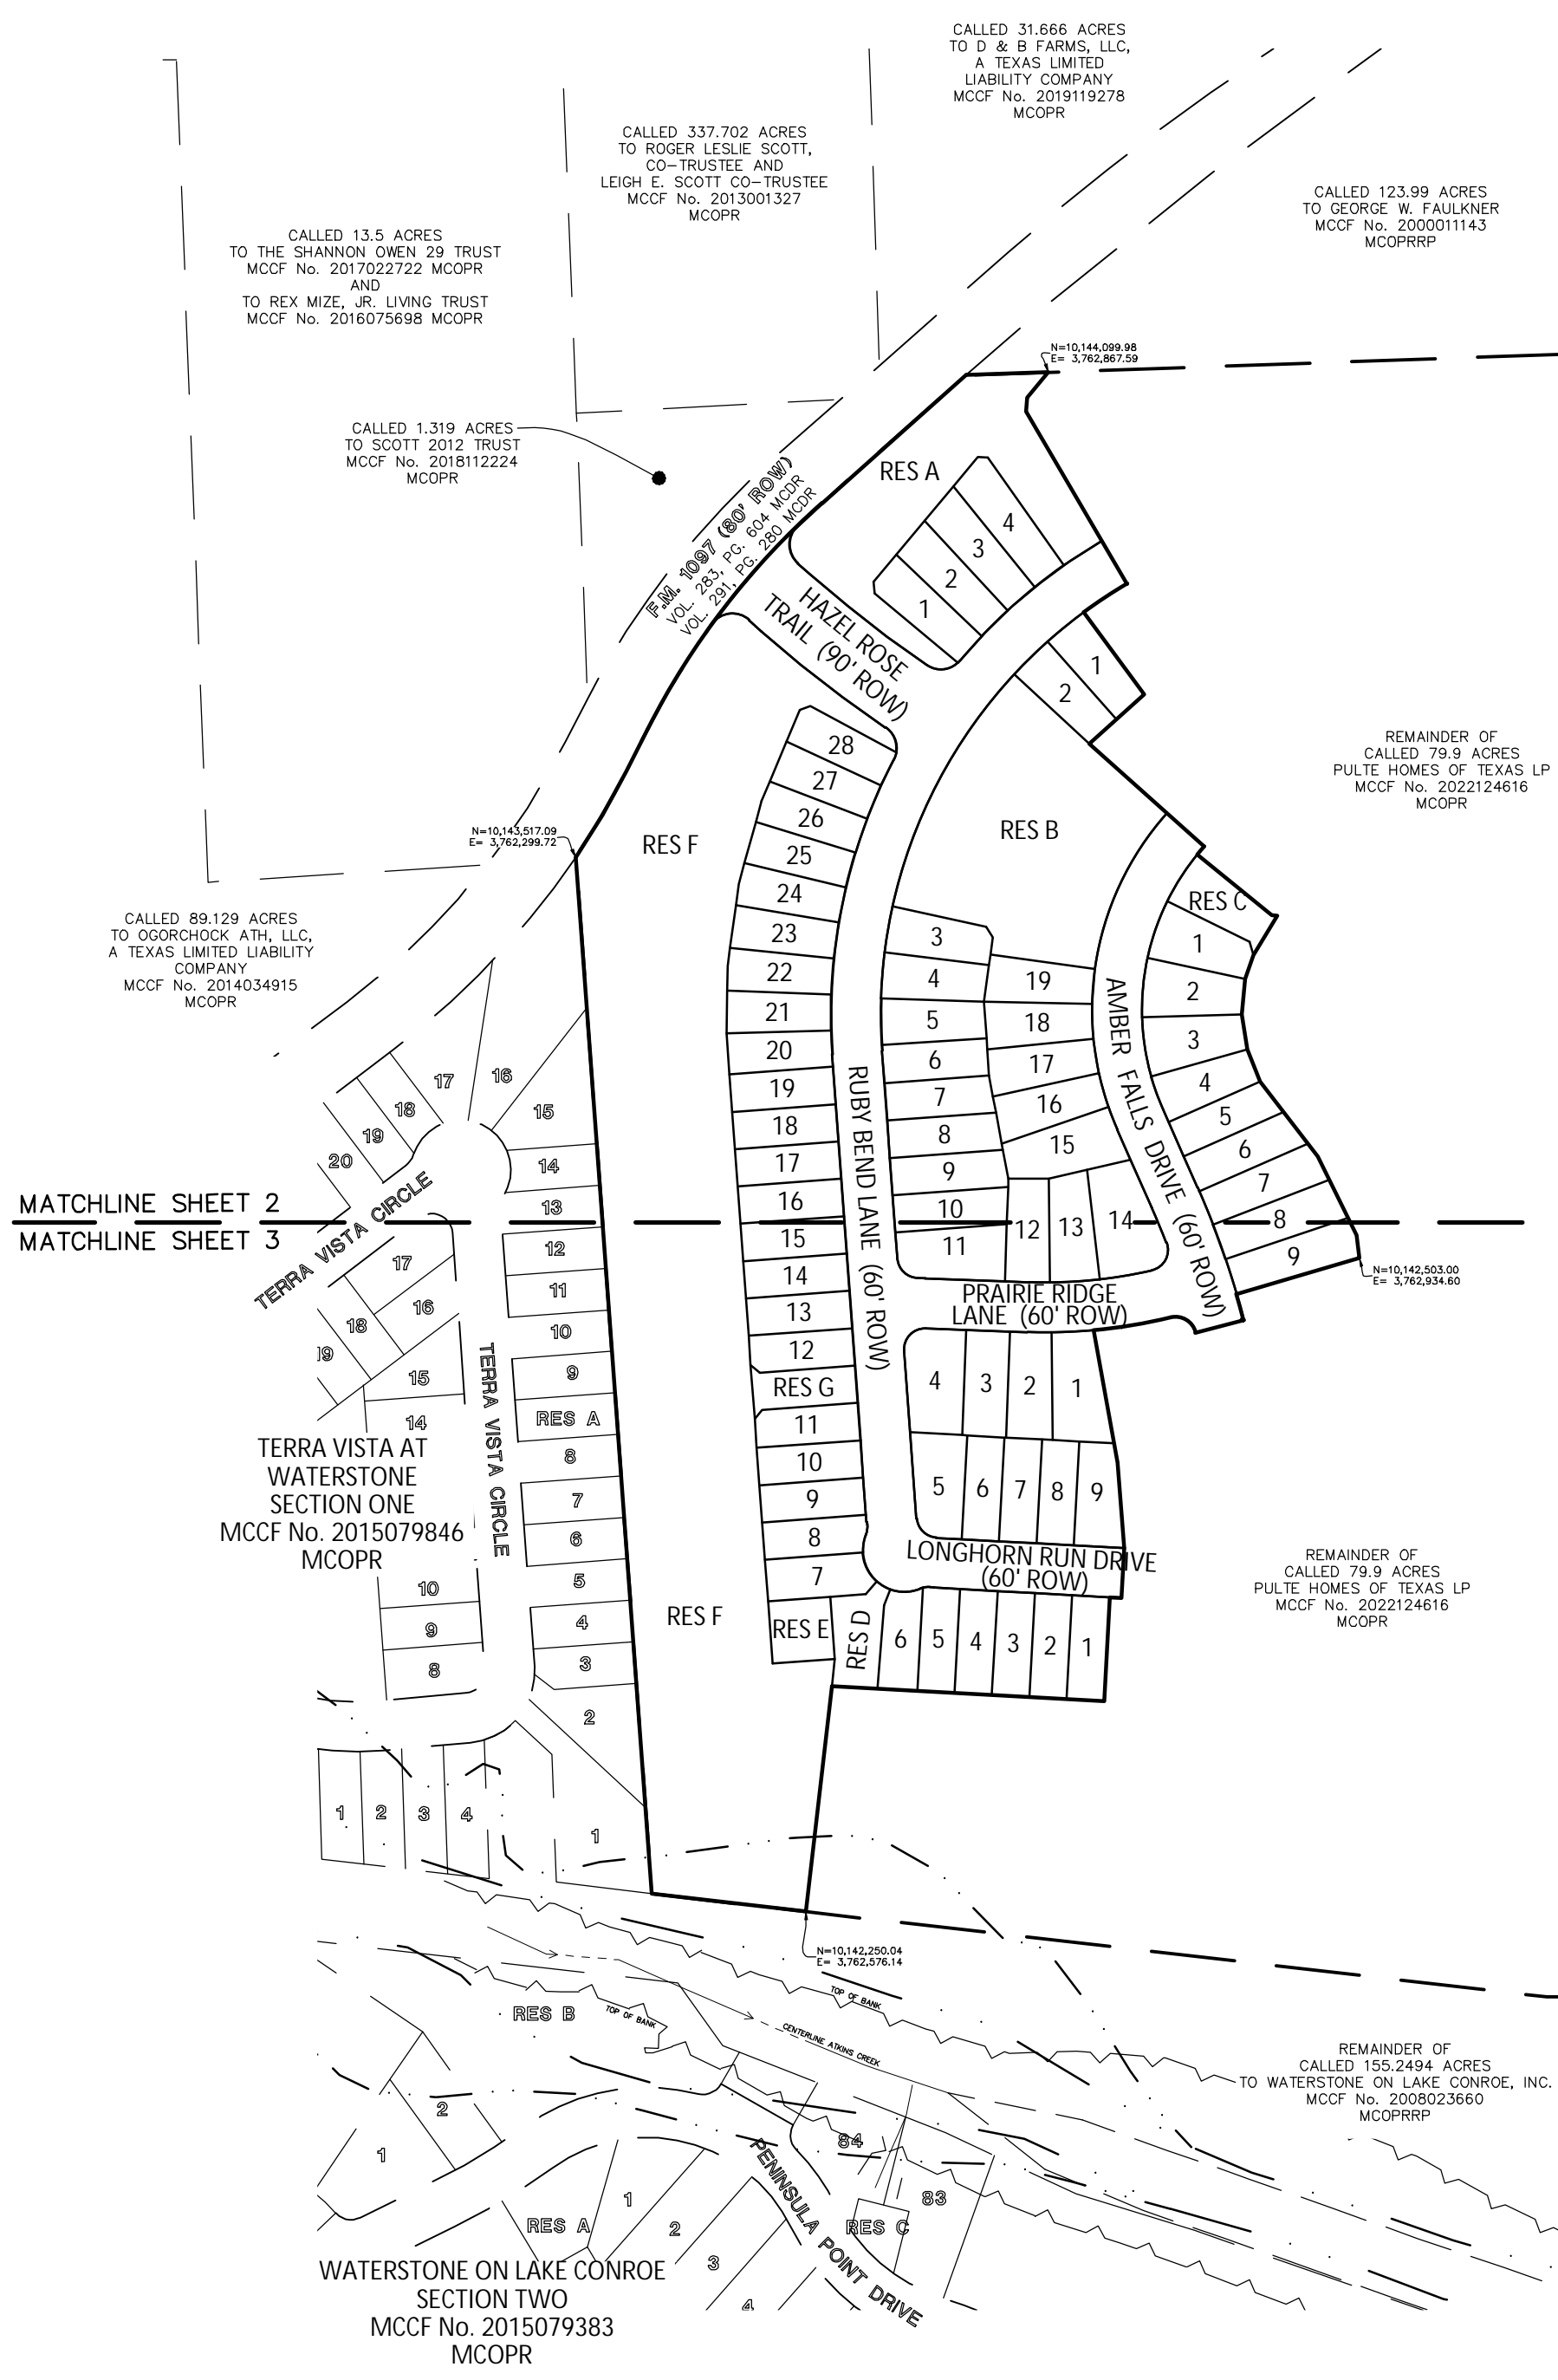 CALLED 31.666 ACRES
TO D & B FARMS, LLC,
A TEXAS LIMITED
LIABILITY COMPANY
MCCF No. 2019119278
MCOPR
CALLED 337.702 ACRES
TO ROGER LESLIE SCOTT,
CO-TRUSTEE AND
LEIGH E. SCOTT CO-TRUSTEE
MCCF No. 2013001327
MCOPR
CALLED 123.99 ACRES
TO GEORGE W. FAULKNER
MCCF No. 2000011143
MCOPRRP
CALLED 13.5 ACRES
TO THE SHANNON OWEN 29 TRUST
MCCF No. 2017022722 MCOPR
AND
TO REX MIZE, JR. LIVING TRUST
MCCF No. 2016075698 MCOPR
N=10,144,099.98
E= 3,762,867.59
CALLED 1.319 ACRES
TO SCOTT 2012 TRUST
MCCF No. 2018112224
MCOPR
F.M. 1097 (80' ROW)
VOL. 283, PG. 604 MCDR
VOL. 291, PG. 280 MCDR
RES A
4
3
2
1
HAZEL ROSE
TRAIL (90' ROW)
1
2
REMAINDER OF
CALLED 79.9 ACRES
PULTE HOMES OF TEXAS LP
MCCF No. 2022124616
MCOPR
N=10,143,517.09
E= 3,762,299.72
RES F
RES B
RES C
28
27
26
25
24
23
22
21
20
19
18
17
16
15
14
13
12
RES G
11
10
9
8
7
RES E
RES D
RES F
3
4
5
6
7
8
9
10
11
19
18
17
16
15
12
13
14
1
2
3
4
5
6
7
8
9
AMBER FALLS DRIVE (60' ROW)
RUBY BEND LANE (60' ROW)
CALLED 89.129 ACRES
TO OGORCHOCK ATH, LLC,
A TEXAS LIMITED LIABILITY
COMPANY
MCCF No. 2014034915
MCOPR
17
16
18
15
19
14
20
13
MATCHLINE SHEET 2
MATCHLINE SHEET 3
TERRA VISTA CIRCLE
12
17
11
16
18
10
19
9
15
RES A
14
8
TERRA VISTA CIRCLE
7
6
5
10
4
9
3
8
2
1
2
3
4
1
N=10,142,503.00
E= 3,762,934.60
PRAIRIE RIDGE
LANE (60' ROW)
4
3
2
1
5
6
7
8
9
LONGHORN RUN DRIVE
(60' ROW)
6
5
4
3
2
1
TERRA VISTA AT
WATERSTONE
SECTION ONE
MCCF No. 2015079846
MCOPR
REMAINDER OF
CALLED 79.9 ACRES
PULTE HOMES OF TEXAS LP
MCCF No. 2022124616
MCOPR
N=10,142,250.04
E= 3,762,576.14
TOP OF BANK
RES B
TOP OF BANK
CENTERLINE ATKINS CREEK
REMAINDER OF
CALLED 155.2494 ACRES
TO WATERSTONE ON LAKE CONROE, INC.
MCCF No. 2008023660
MCOPRRP
2
1
84
83
PENINSULA POINT DRIVE
1
RES A
2
RES C
3
4
WATERSTONE ON LAKE CONROE
SECTION TWO
MCCF No. 2015079383
MCOPR